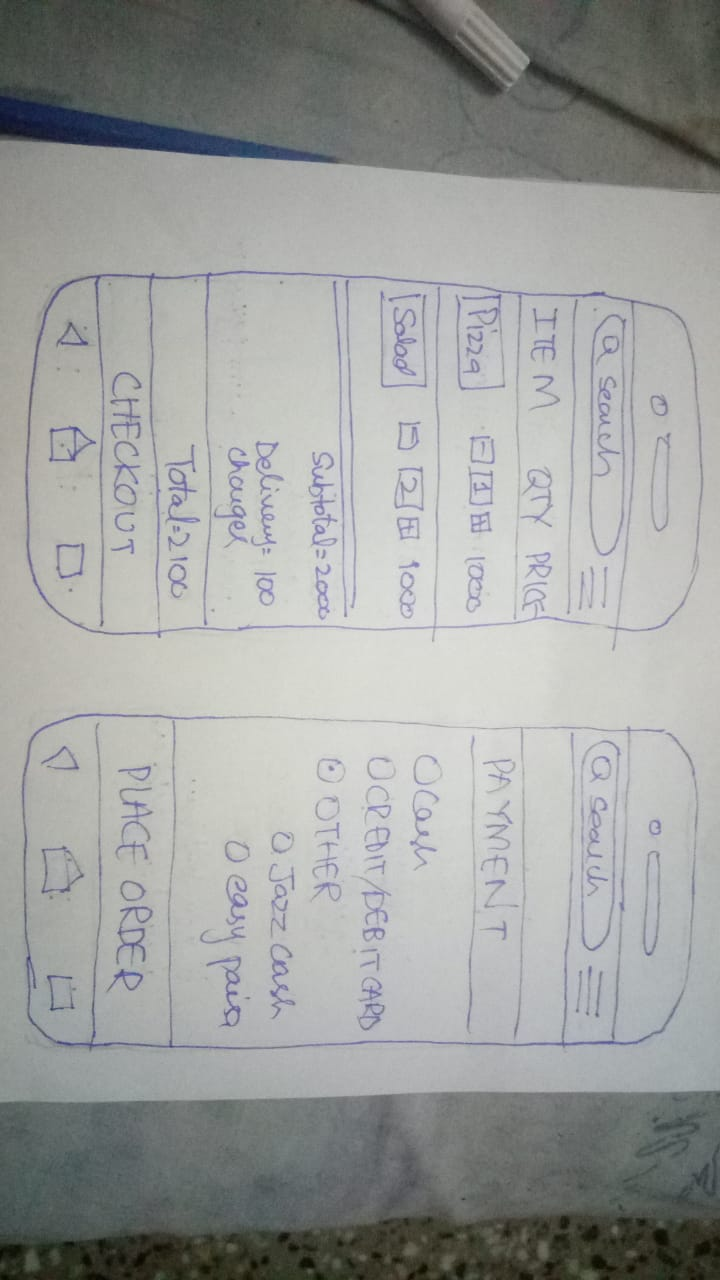 Search
ITEM QTY PRICE
Pizza - 1 + 1000
Salad - 2 + 1000
Subtotal = 2000
Delivery = 100
charges
Total = 2100
CHECKOUT
Search
PAYMENT
Cash
CREDIT/DEBIT CARD
OTHER
Jazz Cash
easy paisa
PLACE ORDER